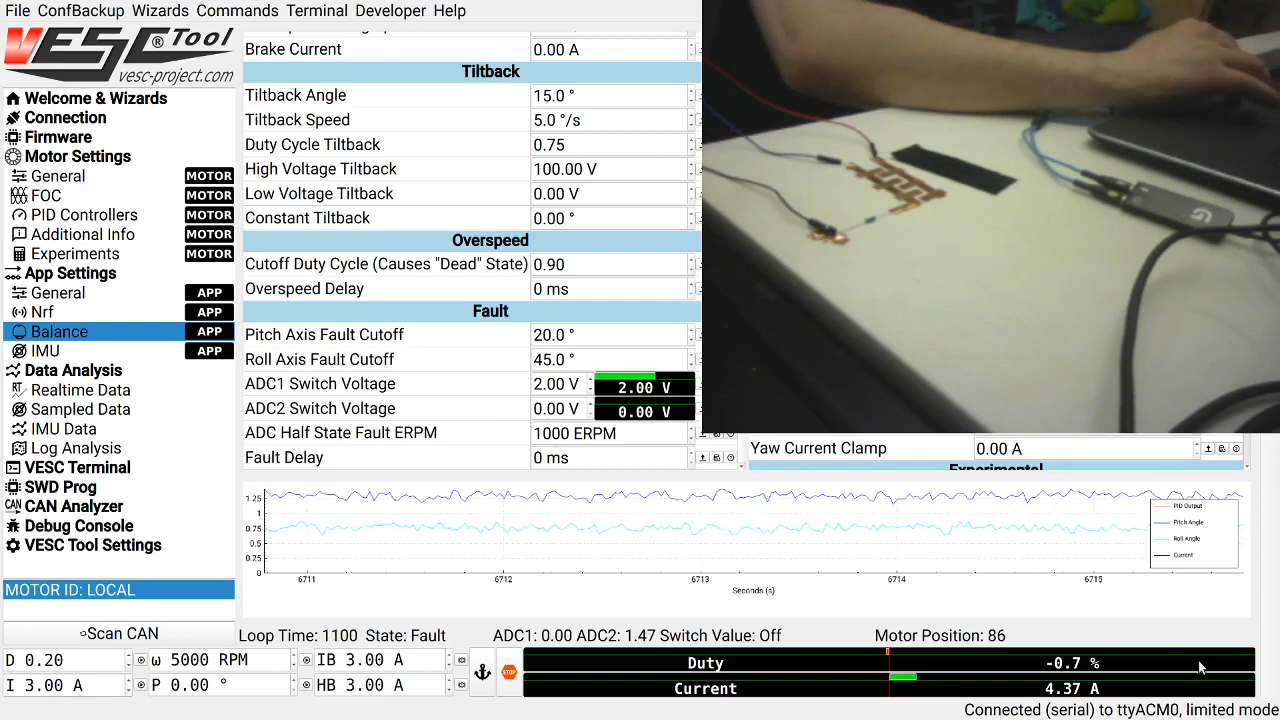 File ConfBackup Wizards Commands Terminal Developer Help
VESC® Tool
vesc-project.com
Welcome & Wizards
Connection
Firmware
Motor Settings
General MOTOR
FOC MOTOR
PID Controllers MOTOR
Additional Info MOTOR
Experiments MOTOR
App Settings
General APP
Nrf APP
Balance APP
IMU APP
Data Analysis
RT Realtime Data
Sampled Data
IMU Data
Log Analysis
VESC Terminal
SWD Prog
CAN CAN Analyzer
Debug Console
VESC Tool Settings
MOTOR ID: LOCAL
Scan CAN
Brake Current 0.00 A
Tiltback
Tiltback Angle 15.0 °
Tiltback Speed 5.0 °/s
Duty Cycle Tiltback 0.75
High Voltage Tiltback 100.00 V
Low Voltage Tiltback 0.00 V
Constant Tiltback 0.00 °
Overspeed
Cutoff Duty Cycle (Causes "Dead" State) 0.90
Overspeed Delay 0 ms
Fault
Pitch Axis Fault Cutoff 20.0 °
Roll Axis Fault Cutoff 45.0 °
ADC1 Switch Voltage 2.00 V 2.00 V
ADC2 Switch Voltage 0.00 V 0.00 V
ADC Half State Fault ERPM 1000 ERPM
Fault Delay 0 ms
Yaw Current Clamp 0.00 A
Experimental
1.25
1
0.75
0.5
0.25
0
6711 6712 6713 6714 6715
Seconds (s)
PID Output
Pitch Angle
Roll Angle
Current
Loop Time: 1100 State: Fault ADC1: 0.00 ADC2: 1.47 Switch Value: Off Motor Position: 86
D 0.20 ω 5000 RPM IB 3.00 A
I 3.00 A P 0.00 ° HB 3.00 A
STOP
Duty -0.7 %
Current 4.37 A
Connected (serial) to ttyACM0, limited mode